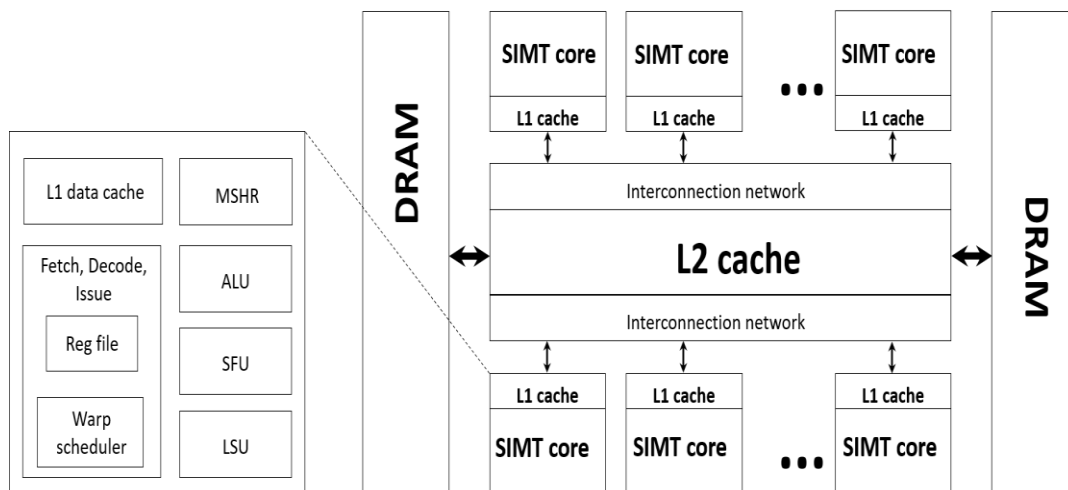 L1 data cache
MSHR
Fetch, Decode,
Issue
Reg file
Warp
scheduler
ALU
SFU
LSU
DRAM
SIMT core
L1 cache
SIMT core
L1 cache
...
SIMT core
L1 cache
Interconnection network
L2 cache
Interconnection network
L1 cache
SIMT core
L1 cache
SIMT core
...
L1 cache
SIMT core
DRAM